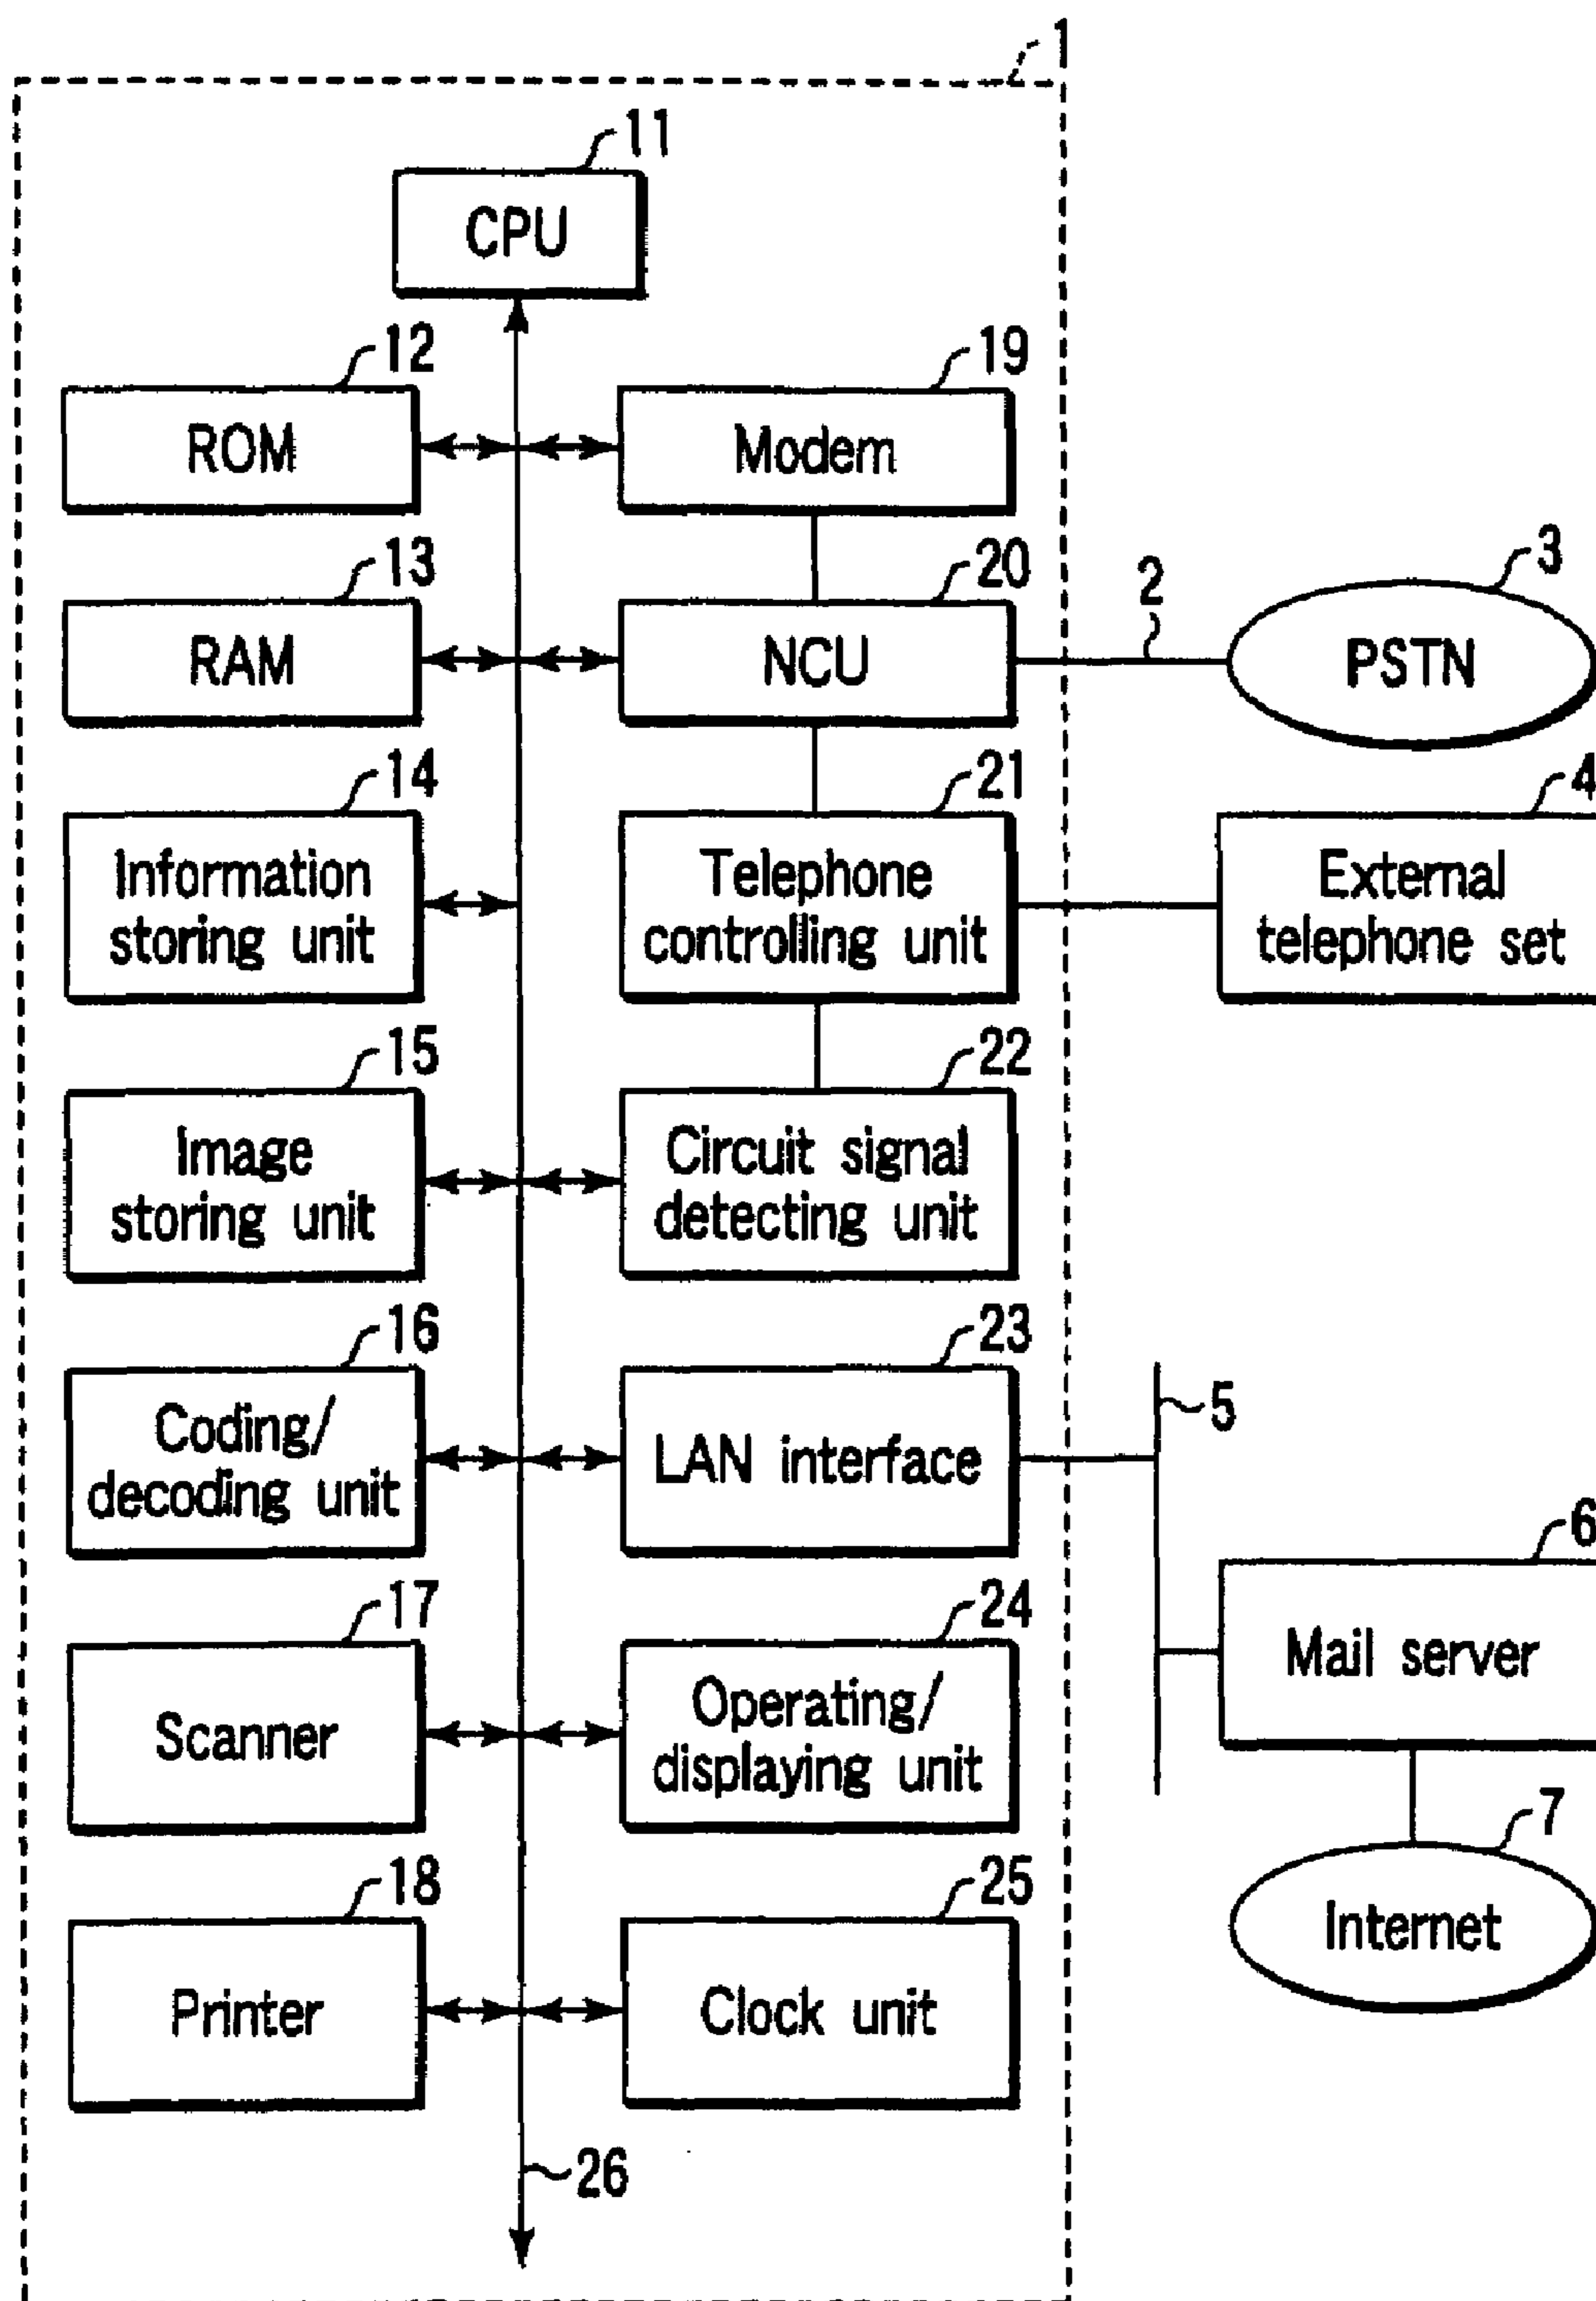 1
11
CPU
12
ROM
19
Modem
13
RAM
20
NCU
2
3
PSTN
14
Information
storing unit
21
Telephone
controlling unit
4
External
telephone set
15
Image
storing unit
22
Circuit signal
detecting unit
16
Coding/
decoding unit
23
LAN interface
5
6
Mail server
17
Scanner
24
Operating/
displaying unit
7
Internet
18
Printer
25
Clock unit
26